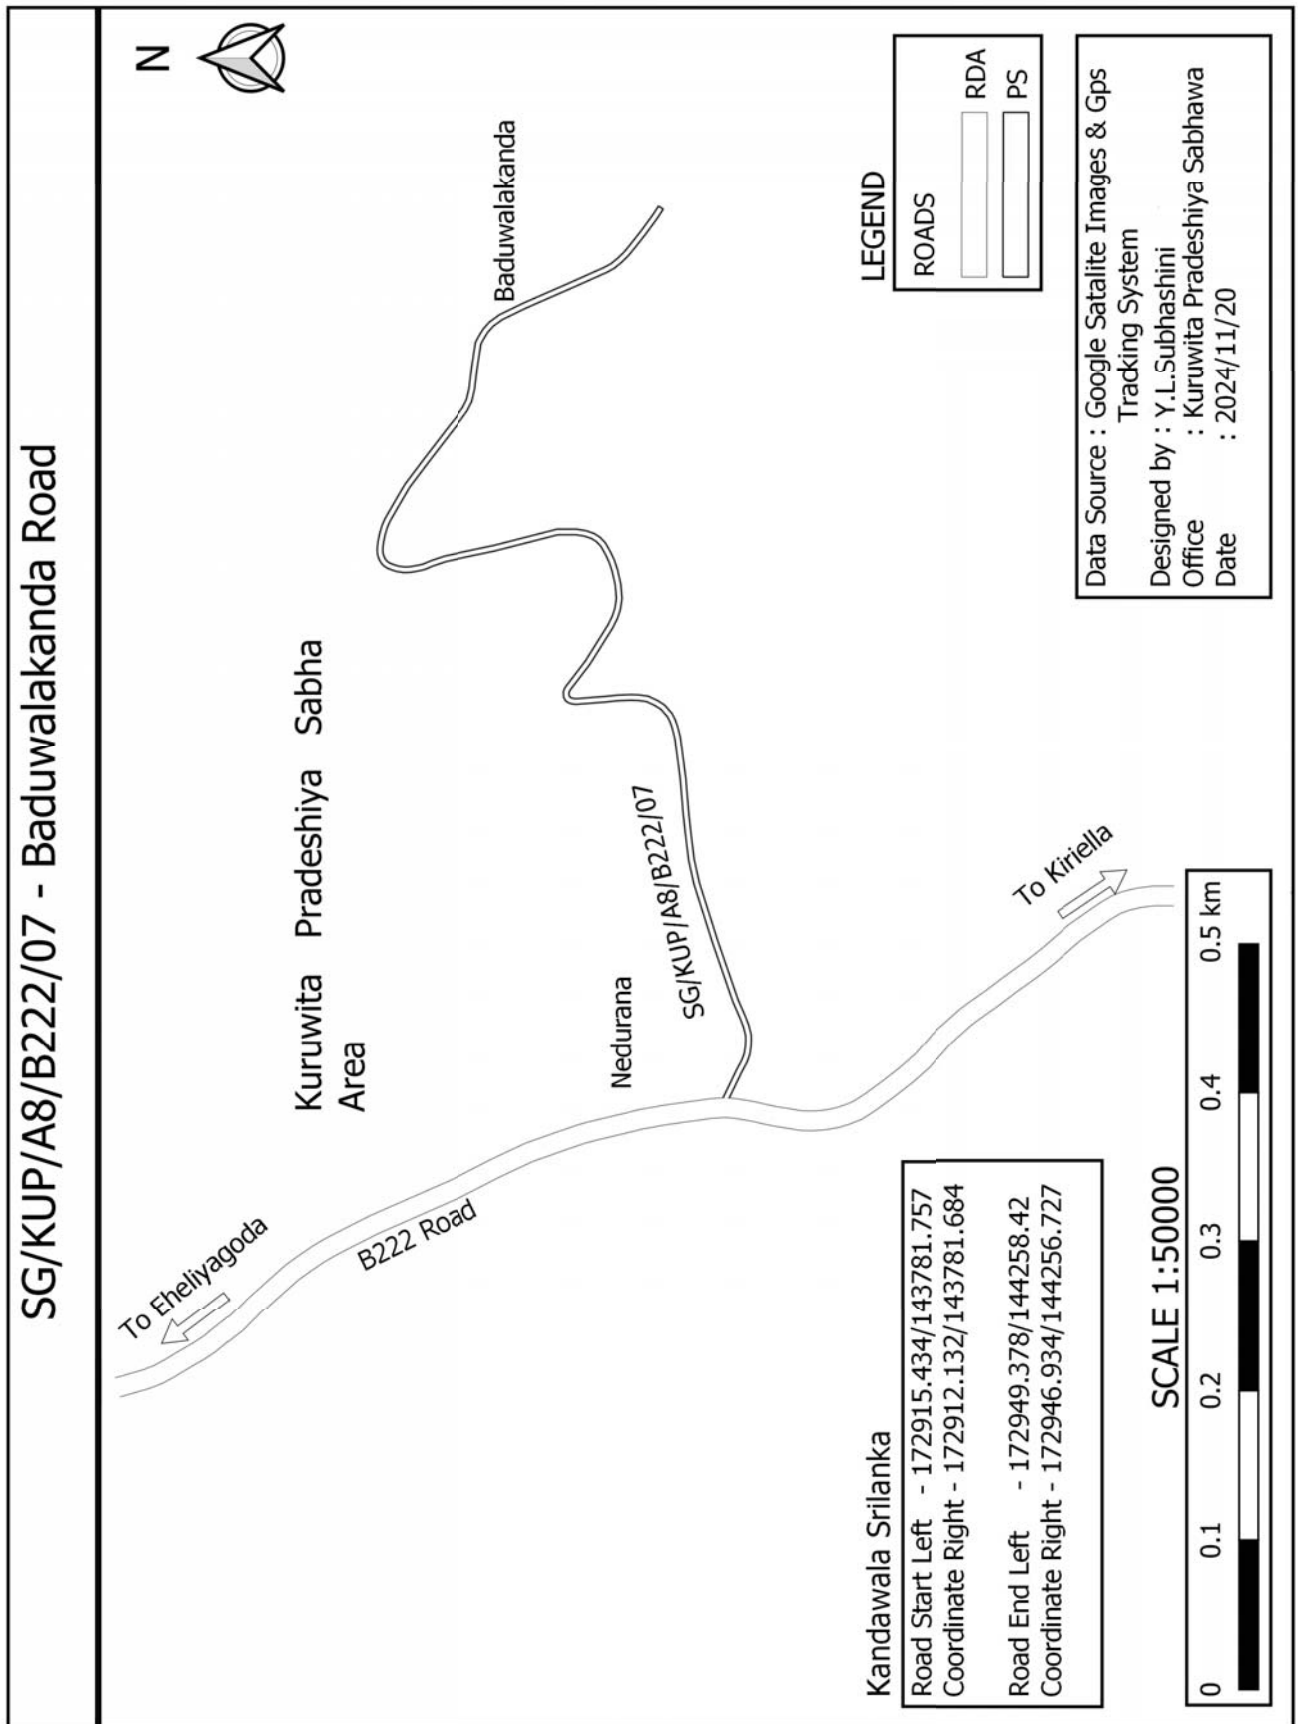 SG/KUP/A8/B222/07 - Baduwalakanda Road
N
To Eheliyagoda
B222 Road
Kuruwita Pradeshiya Sabha
Area
Baduwalakanda
Nedurana
SG/KUP/A8/B222/07
To Kiriella
Kandawala Srilanka
Road Start Left - 172915.434/143781.757
Coordinate Right - 172912.132/143781.684
Road End Left - 172949.378/144258.42
Coordinate Right - 172946.934/144256.727
SCALE 1:50000
0 0.1 0.2 0.3 0.4 0.5 km
LEGEND
ROADS
RDA
PS
Data Source : Google Satalite Images & Gps
Tracking System
Designed by : Y.L.Subhashini
Office : Kuruwita Pradeshiya Sabhawa
Date : 2024/11/20